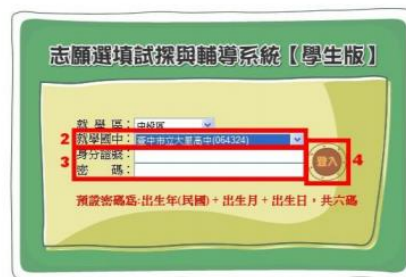 志願選填試探與輔導系統【學生版】
就 學 區：中投區
2 就學國中：臺中市立大里高中(064324)
3 身分證號：
密　碼：
登入 4
預設密碼為:出生年(民國)+出生月+出生日，共六碼